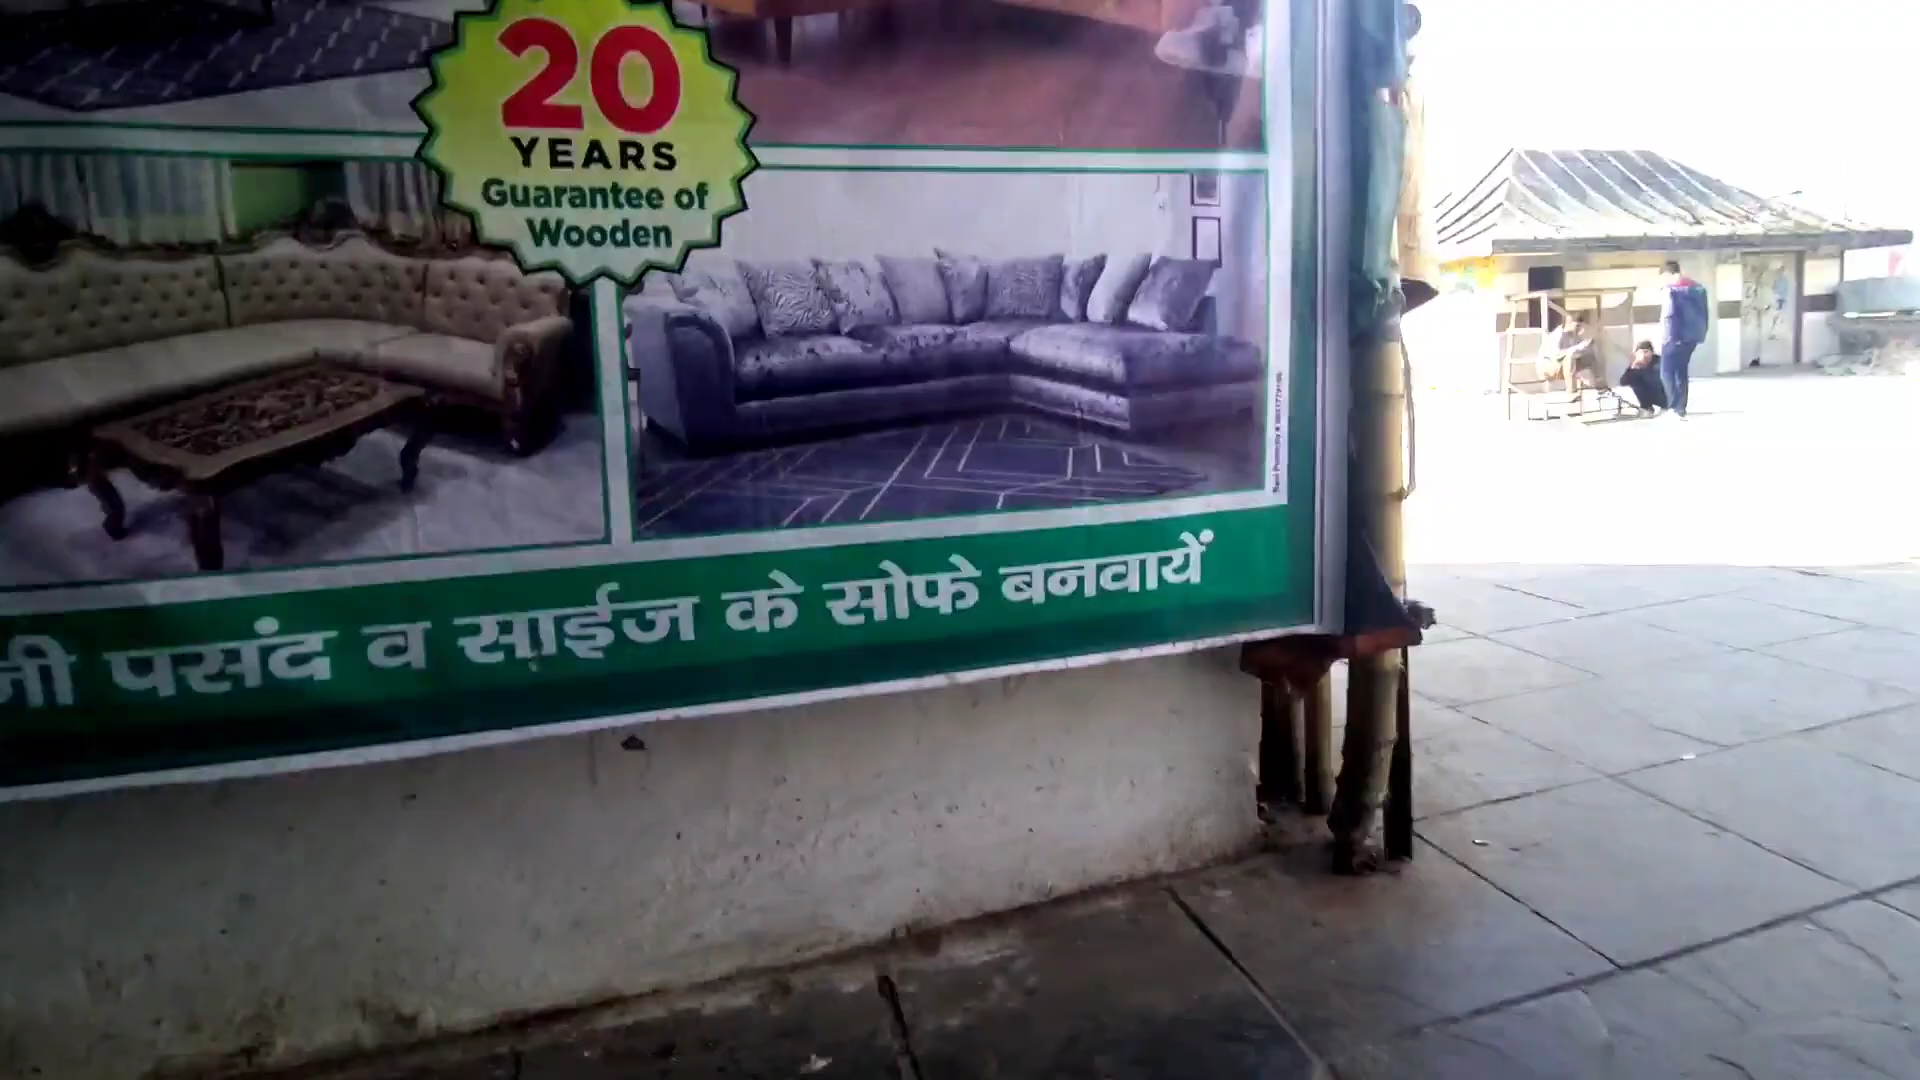 20
YEARS
Guarantee of
Wooden
पसंद व साईज के सोफे बनवायें